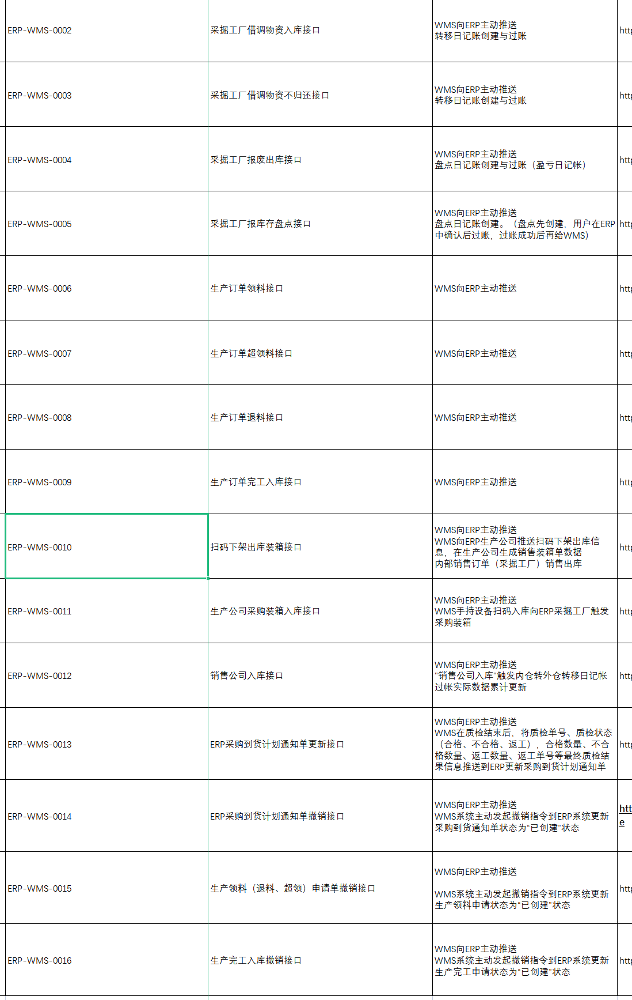 ERP-WMS-0002
采掘工厂借调物资入库接口
WMS向ERP主动推送
转移日记账创建与过账
http
ERP-WMS-0003
采掘工厂借调物资不归还接口
WMS向ERP主动推送
转移日记账创建与过账
http
ERP-WMS-0004
采掘工厂报废出库接口
WMS向ERP主动推送
盘点日记账创建与过账（盈亏日记帐）
http
ERP-WMS-0005
采掘工厂报库存盘点接口
WMS向ERP主动推送
盘点日记账创建。（盘点先创建，用户在ERP
中确认后过账，过账成功后再给WMS）
http
ERP-WMS-0006
生产订单领料接口
WMS向ERP主动推送
http
ERP-WMS-0007
生产订单超领料接口
WMS向ERP主动推送
http
ERP-WMS-0008
生产订单退料接口
WMS向ERP主动推送
http
ERP-WMS-0009
生产订单完工入库接口
WMS向ERP主动推送
http
ERP-WMS-0010
扫码下架出库装箱接口
WMS向ERP主动推送
WMS向ERP生产公司推送扫码下架出库信
息，在生产公司生成销售装箱单数据
内部销售订单（采掘工厂）销售出库
http
ERP-WMS-0011
生产公司采购装箱入库接口
WMS向ERP主动推送
WMS手持设备扫码入库向ERP采掘工厂触发
采购装箱
http
ERP-WMS-0012
销售公司入库接口
WMS向ERP主动推送
"销售公司入库"触发内仓转外仓转移日记帐
过帐实际数据累计更新
http
ERP-WMS-0013
ERP采购到货计划通知单更新接口
WMS向ERP主动推送
WMS在质检结束后，将质检单号、质检状态
（合格、不合格、返工），合格数量、不合
格数量、返工数量、返工单号等最终质检结
果信息推送到ERP更新采购到货计划通知单
http
ERP-WMS-0014
ERP采购到货计划通知单撤销接口
WMS向ERP主动推送
WMS系统主动发起撤销指令到ERP系统更新
采购到货通知单状态为“已创建”状态
htt
e
ERP-WMS-0015
生产领料（退料、超领）申请单撤销接口
WMS向ERP主动推送
WMS系统主动发起撤销指令到ERP系统更新
生产领料申请状态为“已创建”状态
http
ERP-WMS-0016
生产完工入库撤销接口
WMS向ERP主动推送
WMS系统主动发起撤销指令到ERP系统更新
生产完工申请状态为“已创建”状态
http